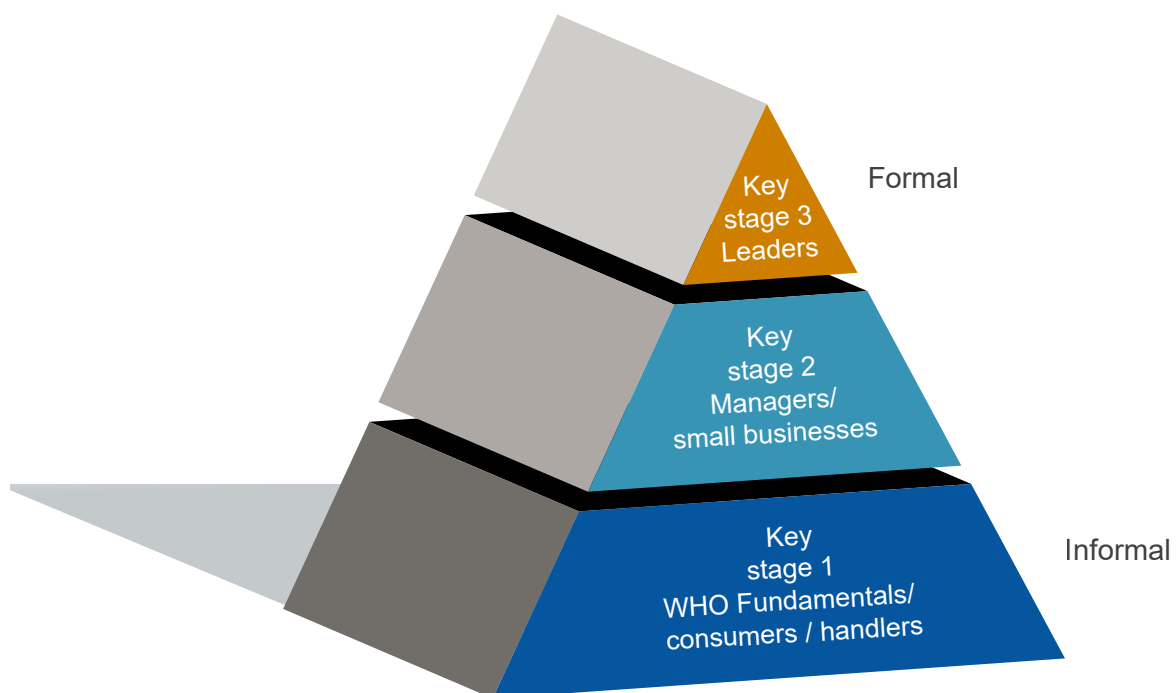 Formal
Key
stage 3
Leaders
Key
stage 2
Managers/
small businesses
Informal
Key
stage 1
WHO Fundamentals/
consumers / handlers